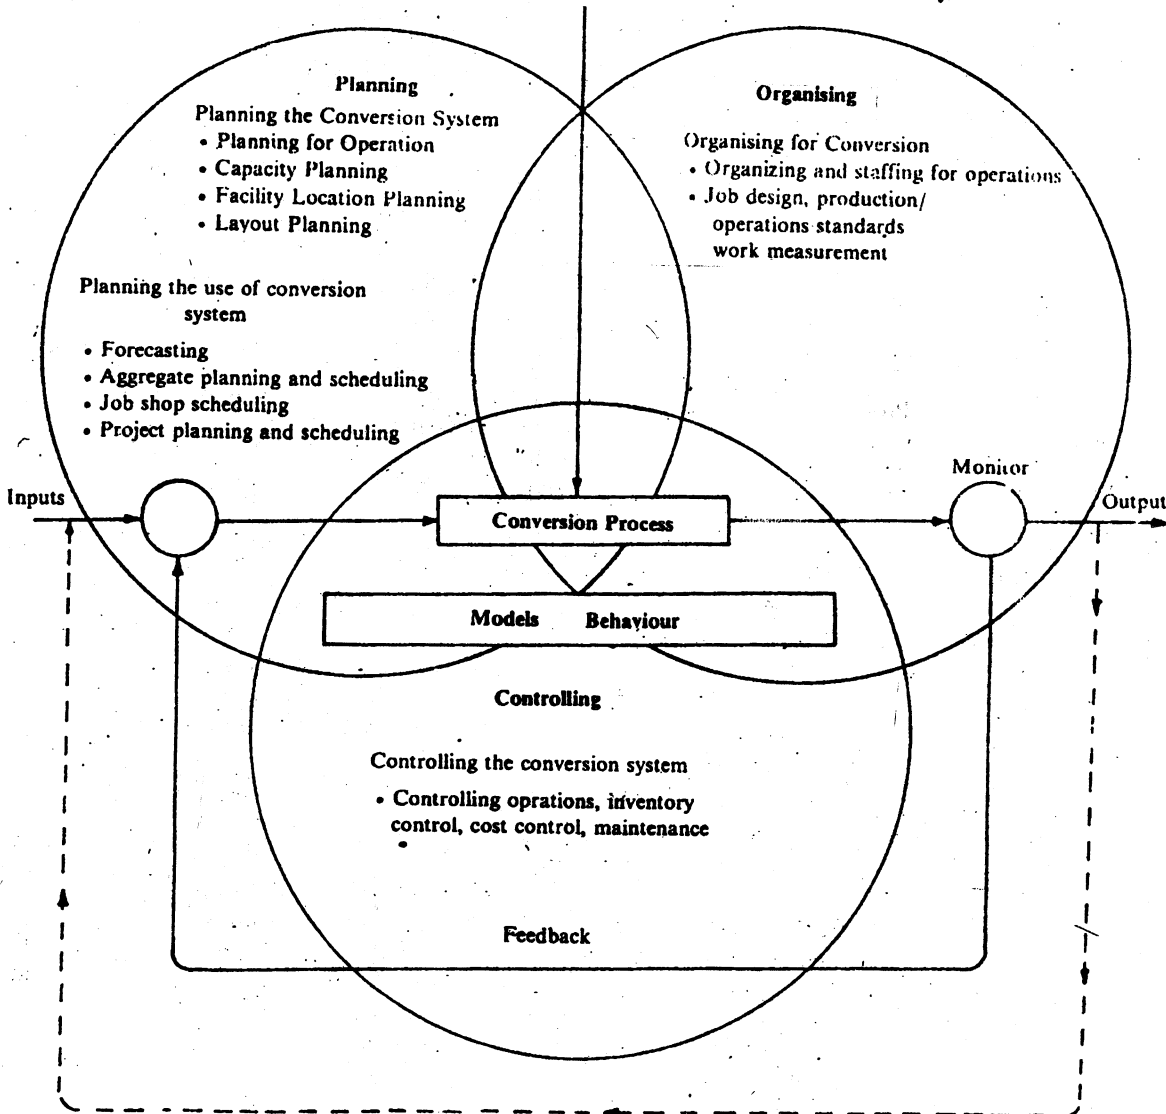 Planning
Planning the Conversion System
• Planning for Operation
• Capacity Planning
• Facility Location Planning
• Layout Planning
Planning the use of conversion
system
• Forecasting
• Aggregate planning and scheduling
• Job shop scheduling
• Project planning and scheduling
Organising
Organising for Conversion
• Organizing and staffing for operations
• Job design, production/
operations standards
work measurement
Inputs
Conversion Process
Monitor
Output
Models Behaviour
Controlling
Controlling the conversion system
• Controlling oprations, inventory
control, cost control, maintenance
Feedback